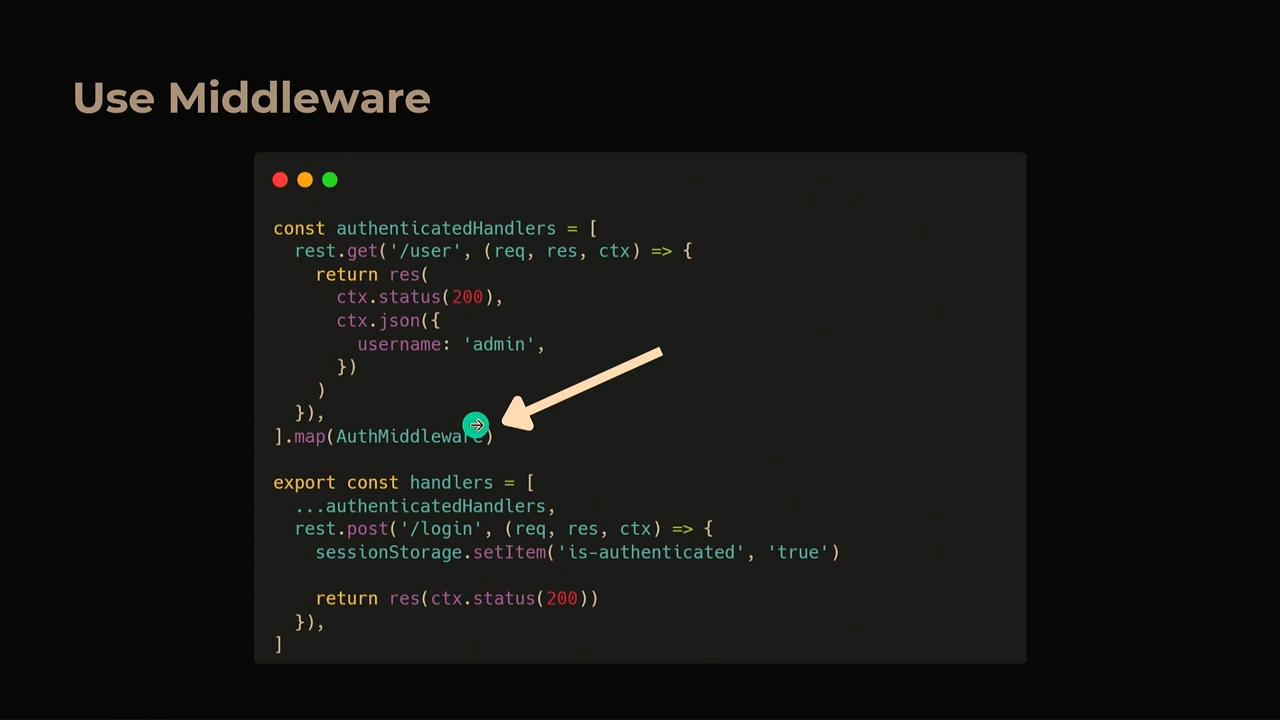 Use Middleware
const authenticatedHandlers = [
  rest.get('/user', (req, res, ctx) => {
    return res(
      ctx.status(200),
      ctx.json({
        username: 'admin',
      })
    )
  }),
].map(AuthMiddleware)
export const handlers = [
  ...authenticatedHandlers,
  rest.post('/login', (req, res, ctx) => {
    sessionStorage.setItem('is-authenticated', 'true')
    return res(ctx.status(200))
  }),
]